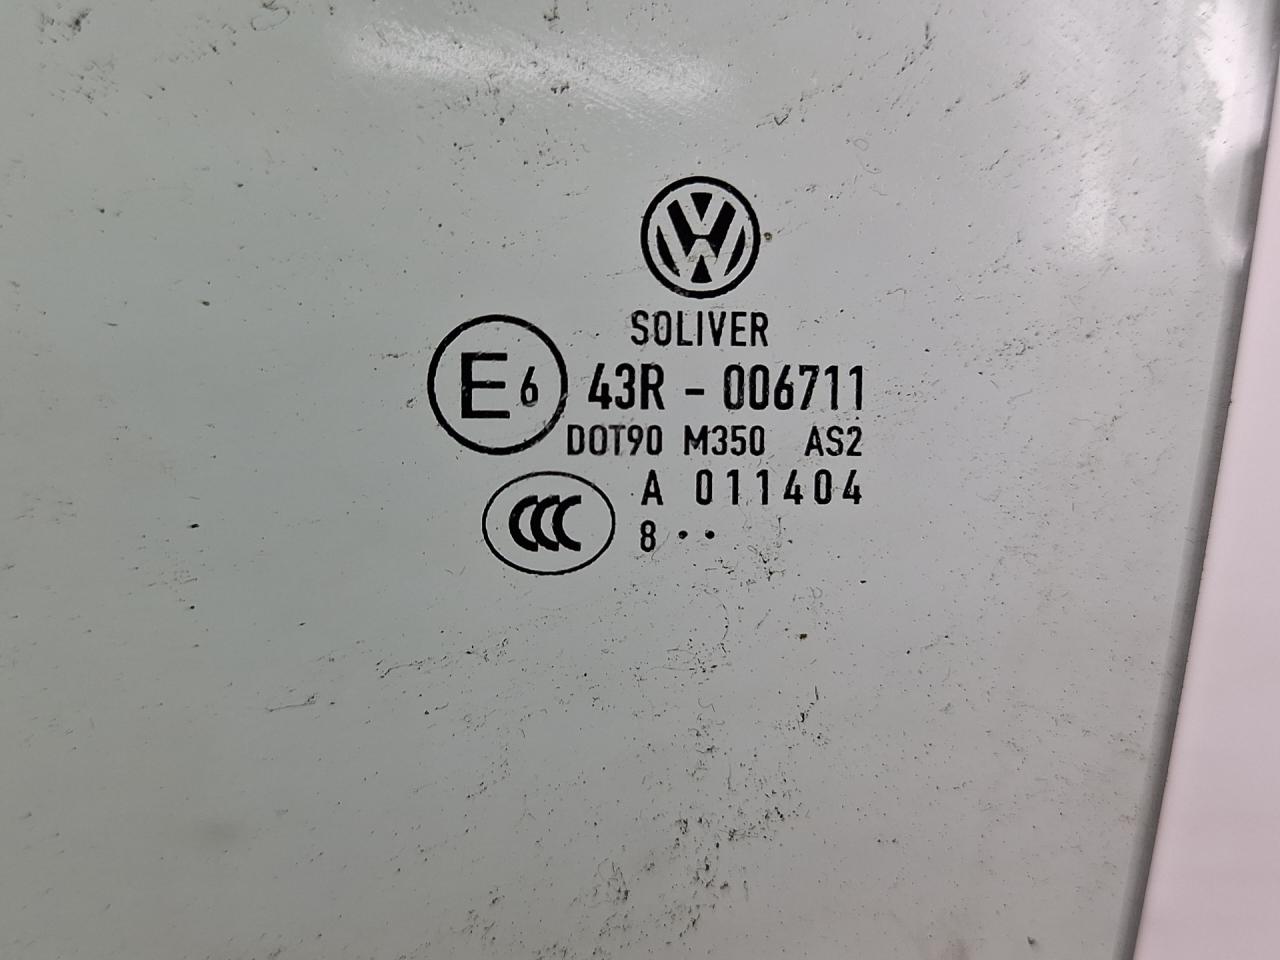 SOLIVER
E6 43R - 006711
DOT90 M350 AS2
CCC A 011404
8 • •